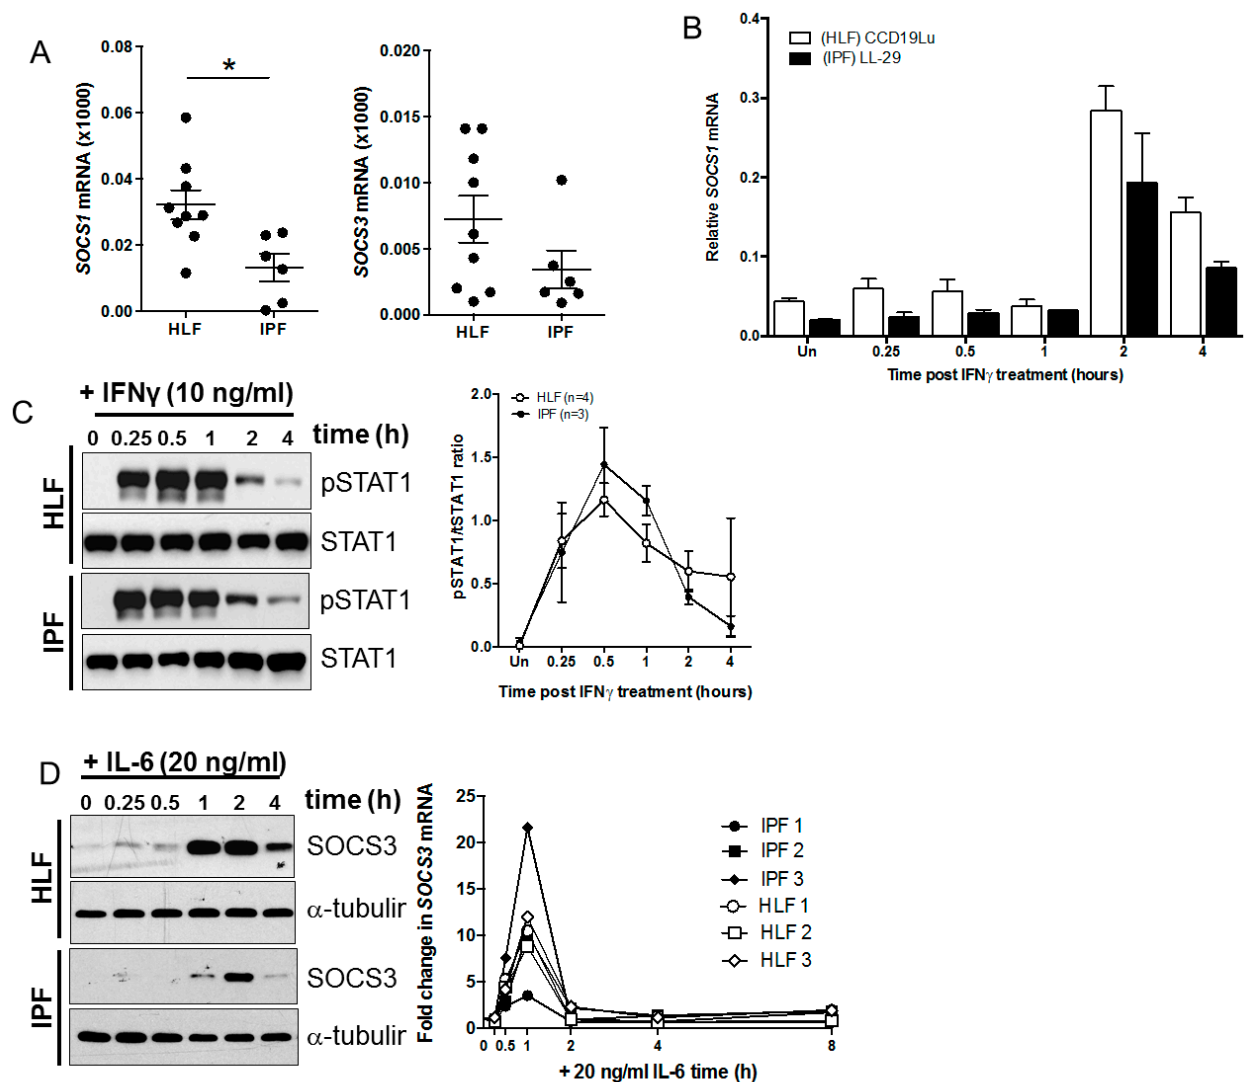 A
SOCS1 mRNA (x1000)
0.08
0.06
0.04
0.02
0.00
*
HLF IPF
SOCS3 mRNA (x1000)
0.020
0.015
0.010
0.005
0.000
HLF IPF
B
Relative SOCS1 mRNA
0.4
0.3
0.2
0.1
0.0
(HLF) CCD19Lu
(IPF) LL-29
Un 0.25 0.5 1 2 4
Time post IFNγ treatment (hours)
C
+ IFNγ (10 ng/ml)
0 0.25 0.5 1 2 4 time (h)
HLF
pSTAT1
STAT1
IPF
pSTAT1
STAT1
pSTAT1/tSTAT1 ratio
2.0
1.5
1.0
0.5
0.0
HLF (n=4)
IPF (n=3)
Un 0.25 0.5 1 2 4
Time post IFNγ treatment (hours)
D
+ IL-6 (20 ng/ml)
0 0.25 0.5 1 2 4 time (h)
HLF
SOCS3
α-tubulir
IPF
SOCS3
α-tubulir
Fold change in SOCS3 mRNA
25
20
15
10
5
0
IPF 1
IPF 2
IPF 3
HLF 1
HLF 2
HLF 3
0 0.5 1 2 4 8
+ 20 ng/ml IL-6 time (h)